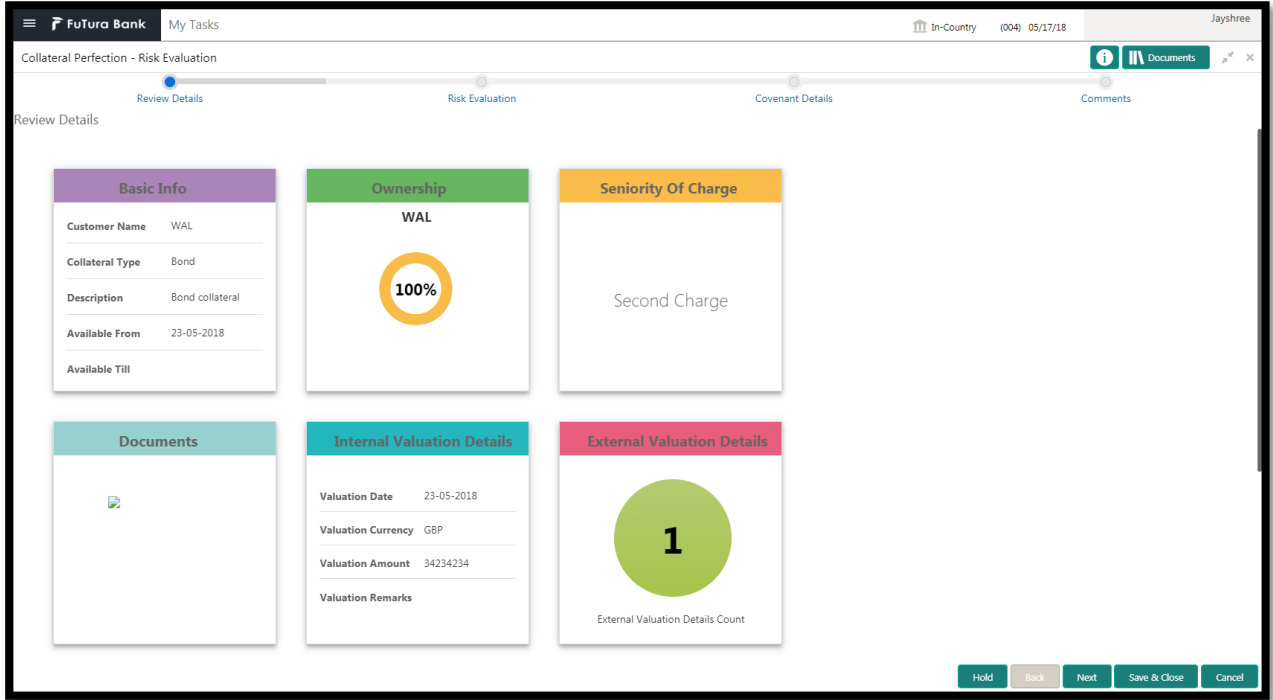 FuTura Bank My Tasks In-Country (004) 05/17/18 Jayshree
Collateral Perfection - Risk Evaluation i Documents
Review Details Risk Evaluation Covenant Details Comments
Review Details
Basic Info
Customer Name WAL
Collateral Type Bond
Description Bond collateral
Available From 23-05-2018
Available Till
Ownership
WAL
100%
Seniority Of Charge
Second Charge
Documents
Internal Valuation Details
Valuation Date 23-05-2018
Valuation Currency GBP
Valuation Amount 34234234
Valuation Remarks
External Valuation Details
1
External Valuation Details Count
Hold Back Next Save & Close Cancel